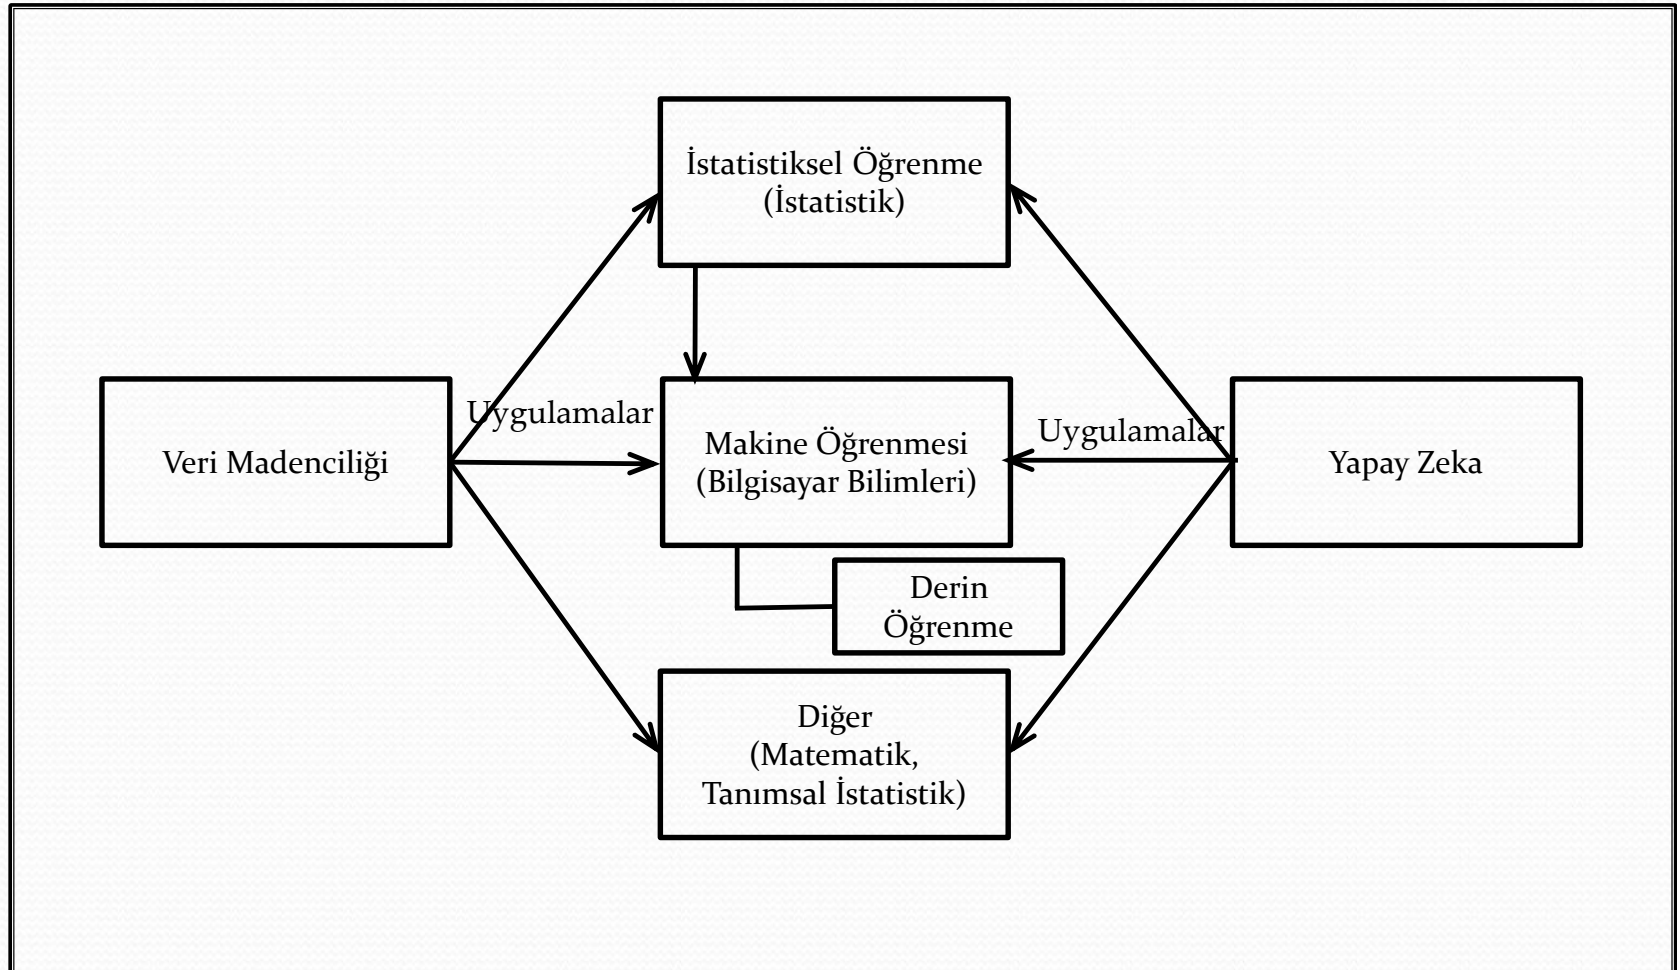 İstatistiksel Öğrenme
(İstatistik)
Veri Madenciliği
Uygulamalar
Makine Öğrenmesi
(Bilgisayar Bilimleri)
Uygulamalar
Yapay Zeka
Derin
Öğrenme
Diğer
(Matematik,
Tanımsal İstatistik)